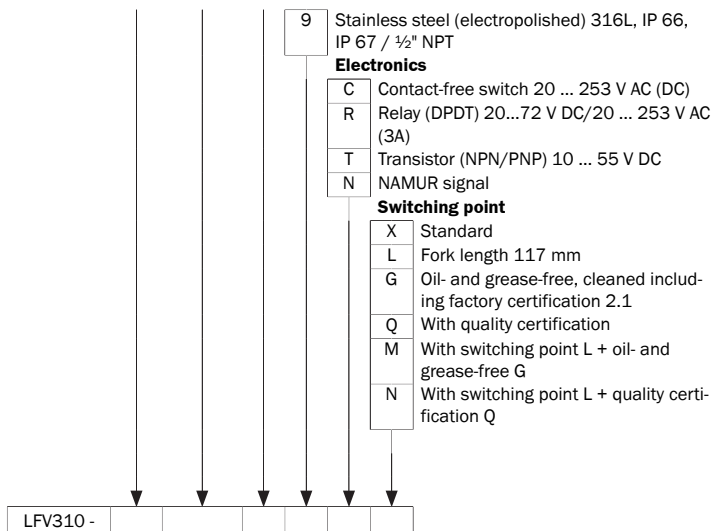 9 Stainless steel (electropolished) 316L, IP 66,
IP 67 / ½" NPT
Electronics
C Contact-free switch 20 ... 253 V AC (DC)
R Relay (DPDT) 20...72 V DC/20 ... 253 V AC
(3A)
T Transistor (NPN/PNP) 10 ... 55 V DC
N NAMUR signal
Switching point
X Standard
L Fork length 117 mm
G Oil- and grease-free, cleaned includ-
ing factory certification 2.1
Q With quality certification
M With switching point L + oil- and
grease-free G
N With switching point L + quality certi-
fication Q
LFV310 -